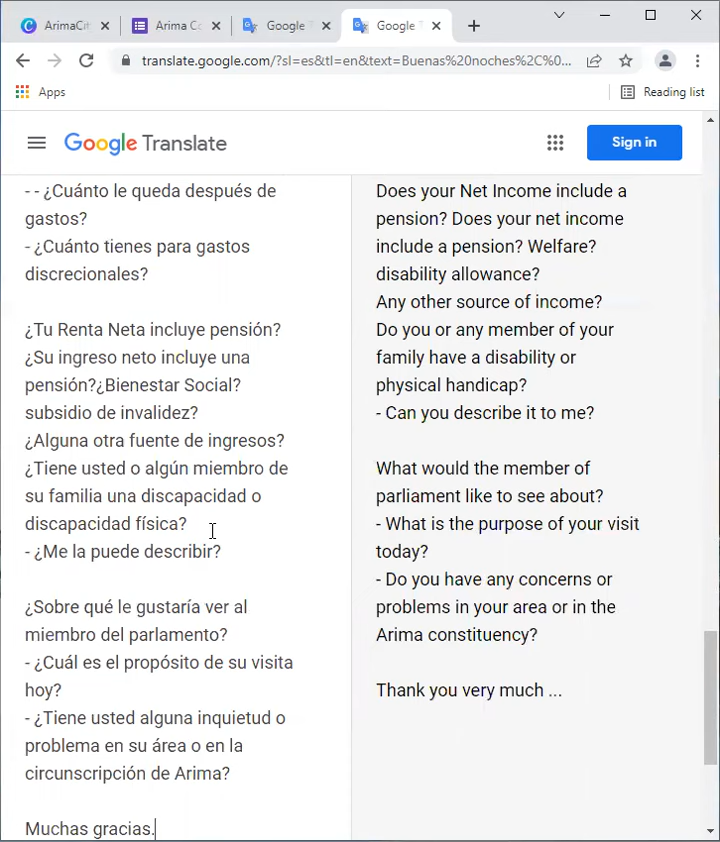 ArimaCit
Arima Co
Google T
Google T
translate.google.com/?sl=es&tl=en&text=Buenas%20noches%2C%0...
Apps
Reading list
Google Translate
Sign in
- - ¿Cuánto le queda después de
gastos?
- ¿Cuánto tienes para gastos
discrecionales?
¿Tu Renta Neta incluye pensión?
¿Su ingreso neto incluye una
pensión?¿Bienestar Social?
subsidio de invalidez?
¿Alguna otra fuente de ingresos?
¿Tiene usted o algún miembro de
su familia una discapacidad o
discapacidad física?
- ¿Me la puede describir?
¿Sobre qué le gustaría ver al
miembro del parlamento?
- ¿Cuál es el propósito de su visita
hoy?
- ¿Tiene usted alguna inquietud o
problema en su área o en la
circunscripción de Arima?
Muchas gracias.
Does your Net Income include a
pension? Does your net income
include a pension? Welfare?
disability allowance?
Any other source of income?
Do you or any member of your
family have a disability or
physical handicap?
- Can you describe it to me?
What would the member of
parliament like to see about?
- What is the purpose of your visit
today?
- Do you have any concerns or
problems in your area or in the
Arima constituency?
Thank you very much ...